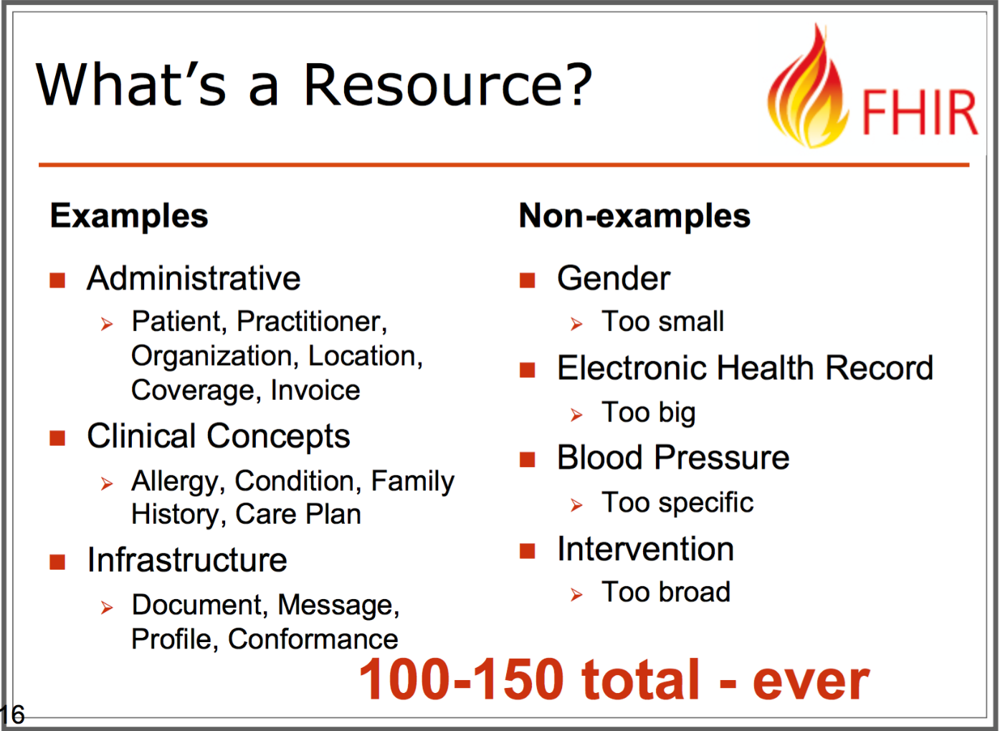 What’s a Resource?
FHIR
Examples
Administrative
Patient, Practitioner,
Organization, Location,
Coverage, Invoice
Clinical Concepts
Allergy, Condition, Family
History, Care Plan
Infrastructure
Document, Message,
Profile, Conformance
Non-examples
Gender
Too small
Electronic Health Record
Too big
Blood Pressure
Too specific
Intervention
Too broad
100-150 total - ever
16